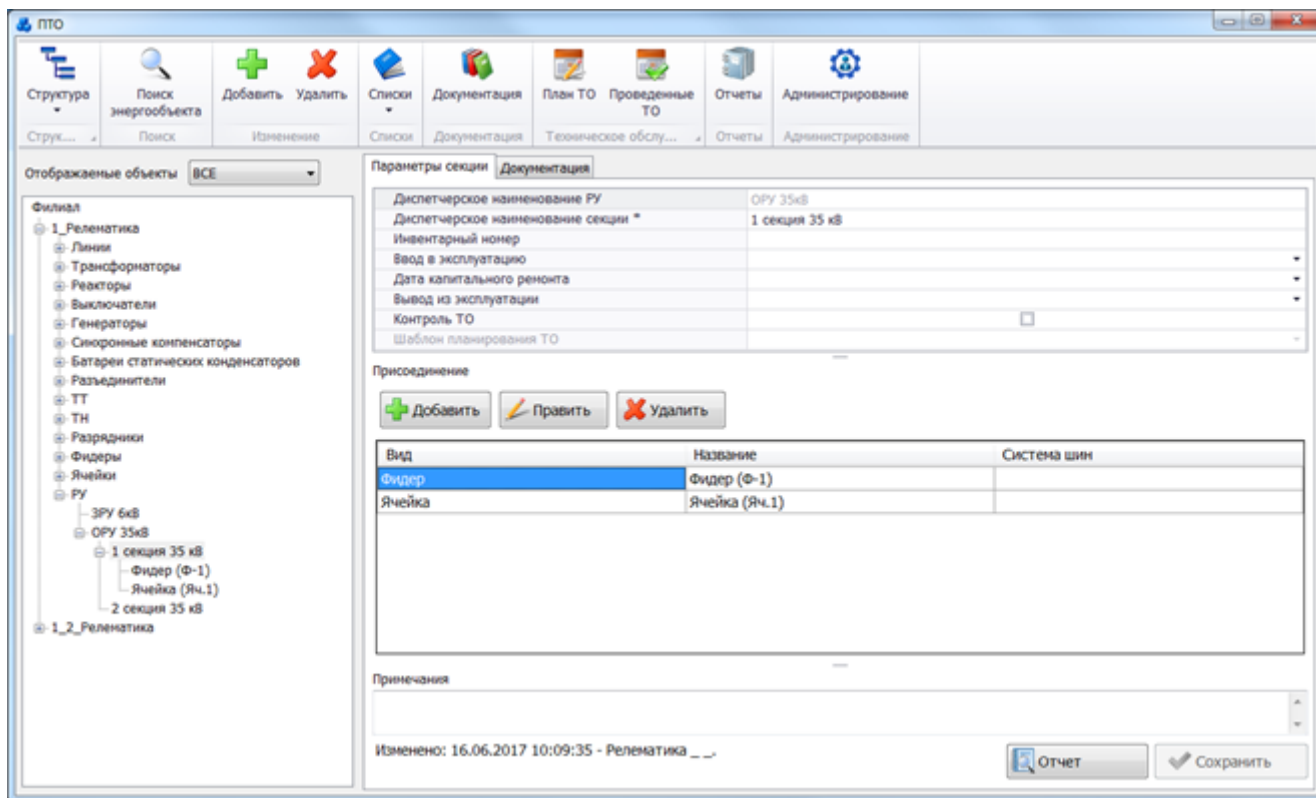 ПТО
Структура
Поиск энергообъекта
Добавить
Удалить
Списки
Документация
План ТО
Проведенные ТО
Отчеты
Администрирование
Струк...
Поиск
Изменение
Списки
Документация
Техническое обслу...
Отчеты
Администрирование
Отображаемые объекты ВСЕ
Филиал
1_Релематика
Линии
Трансформаторы
Реакторы
Выключатели
Генераторы
Синхронные компенсаторы
Батареи статических конденсаторов
Разъединители
ТТ
ТН
Разрядники
Фидеры
Ячейки
РУ
ЗРУ 6кВ
ОРУ 35кВ
1 секция 35 кВ
Фидер (Ф-1)
Ячейка (Яч.1)
2 секция 35 кВ
1_2_Релематика
Параметры секции
Документация
Диспетчерское наименование РУ ОРУ 35кВ
Диспетчерское наименование секции * 1 секция 35 кВ
Инвентарный номер
Ввод в эксплуатацию
Дата капитального ремонта
Вывод из эксплуатации
Контроль ТО
Шаблон планирования ТО
Присоединение
Добавить
Править
Удалить
Вид Название Система шин
Фидер Фидер (Ф-1)
Ячейка Ячейка (Яч.1)
Примечания
Изменено: 16.06.2017 10:09:35 - Релематика _ _.
Отчет
Сохранить